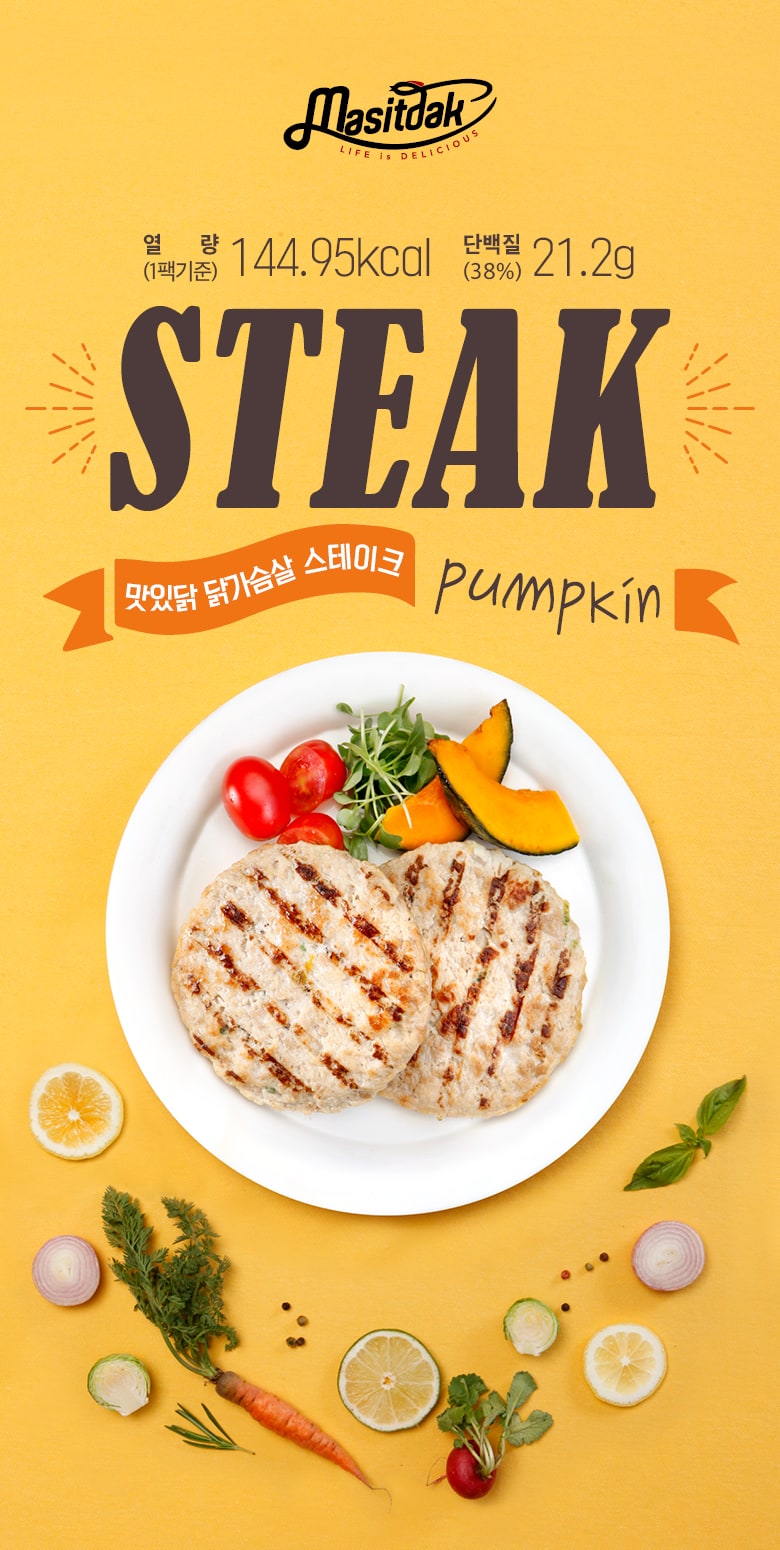 Masitdak
LIFE is DELICIOUS
열 량 (1팩기준) 144.95kcal 단백질 (38%) 21.2g
STEAK
맛있닭 닭가슴살 스테이크 pumpkin